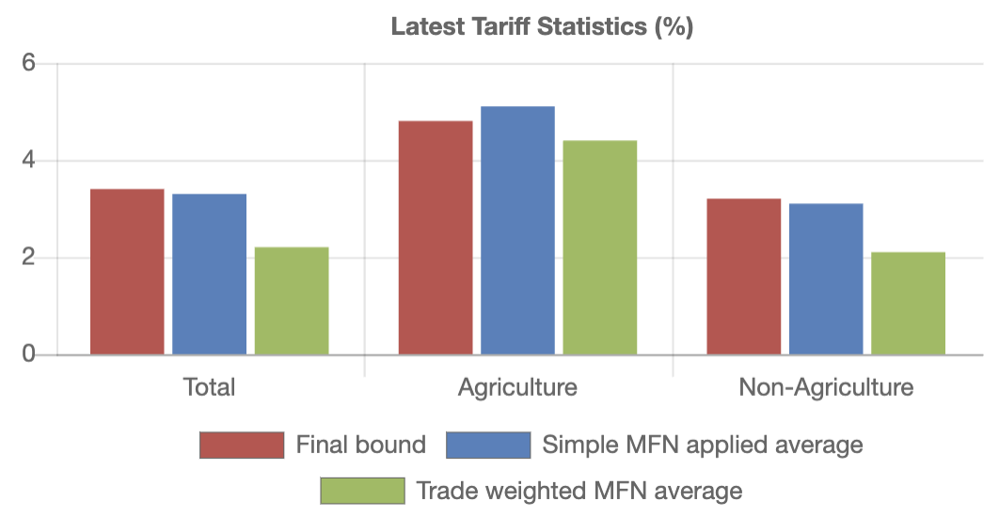 Latest Tariff Statistics (%)
6
4
2
0
Total Agriculture Non-Agriculture
Final bound Simple MFN applied average
Trade weighted MFN average